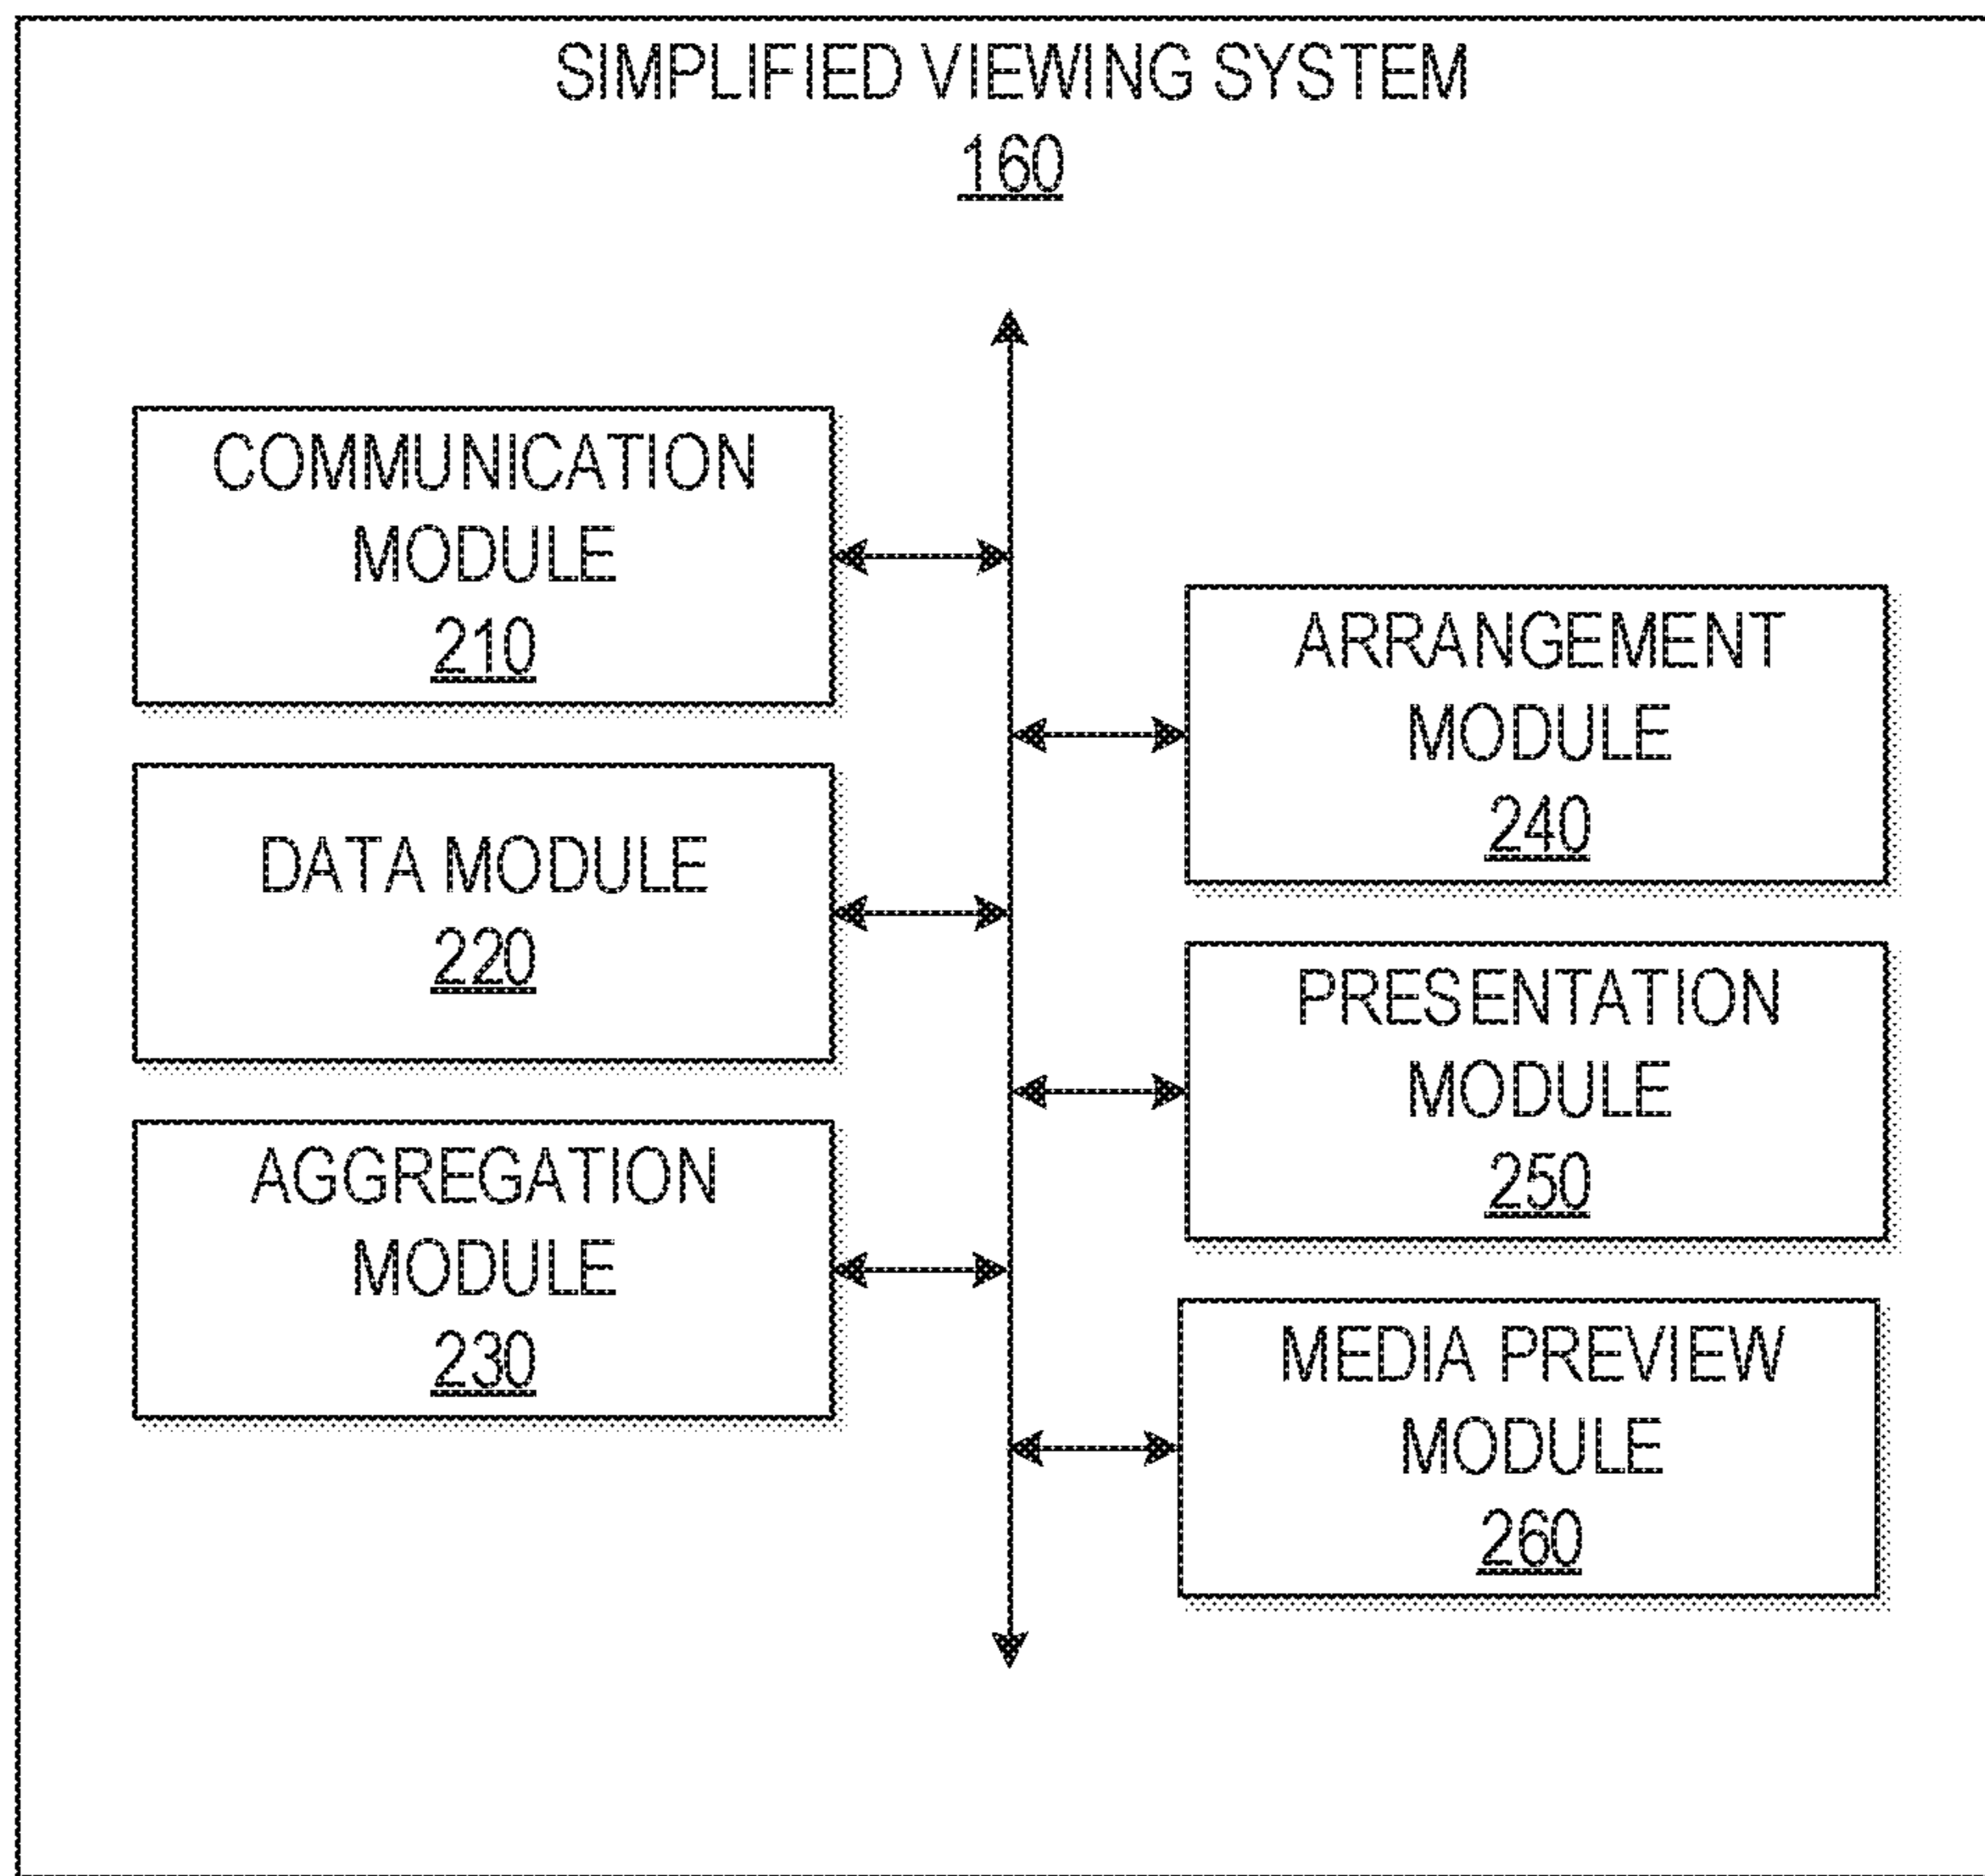 SIMPLIFIED VIEWING SYSTEM
160
COMMUNICATION
MODULE
210
DATA MODULE
220
AGGREGATION
MODULE
230
ARRANGEMENT
MODULE
240
PRESENTATION
MODULE
250
MEDIA PREVIEW
MODULE
260